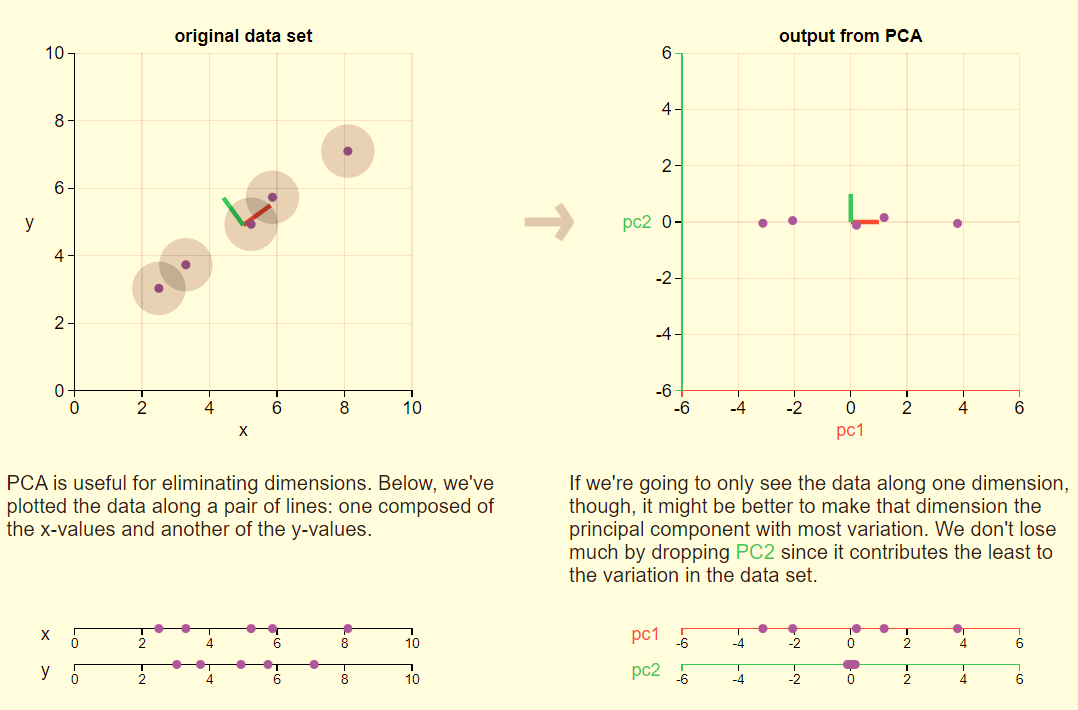 original data set
10
8
6
y
4
2
0
0 2 4 6 8 10
x
output from PCA
6
4
2
pc2 0
-2
-4
-6
-6 -4 -2 0 2 4 6
pc1
PCA is useful for eliminating dimensions. Below, we've
plotted the data along a pair of lines: one composed of
the x-values and another of the y-values.
If we're going to only see the data along one dimension,
though, it might be better to make that dimension the
principal component with most variation. We don't lose
much by dropping PC2 since it contributes the least to
the variation in the data set.
x
0 2 4 6 8 10
y
0 2 4 6 8 10
pc1
-6 -4 -2 0 2 4 6
pc2
-6 -4 -2 0 2 4 6